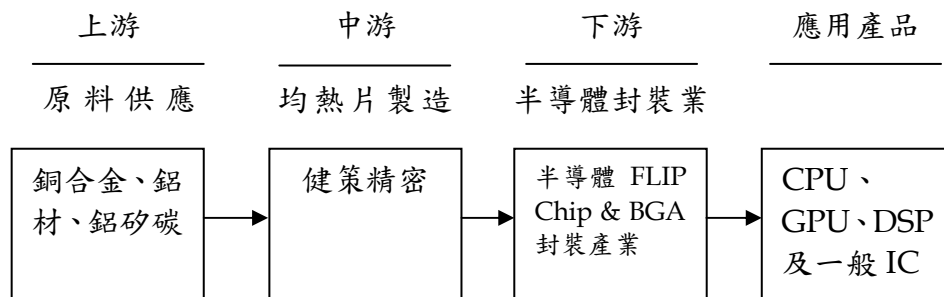 上游
中游
下游
應用產品
原料供應
均熱片製造
半導體封裝業
銅合金、鋁
材、鋁矽碳
健策精密
半導體 FLIP
Chip & BGA
封裝產業
CPU、
GPU、DSP
及一般 IC